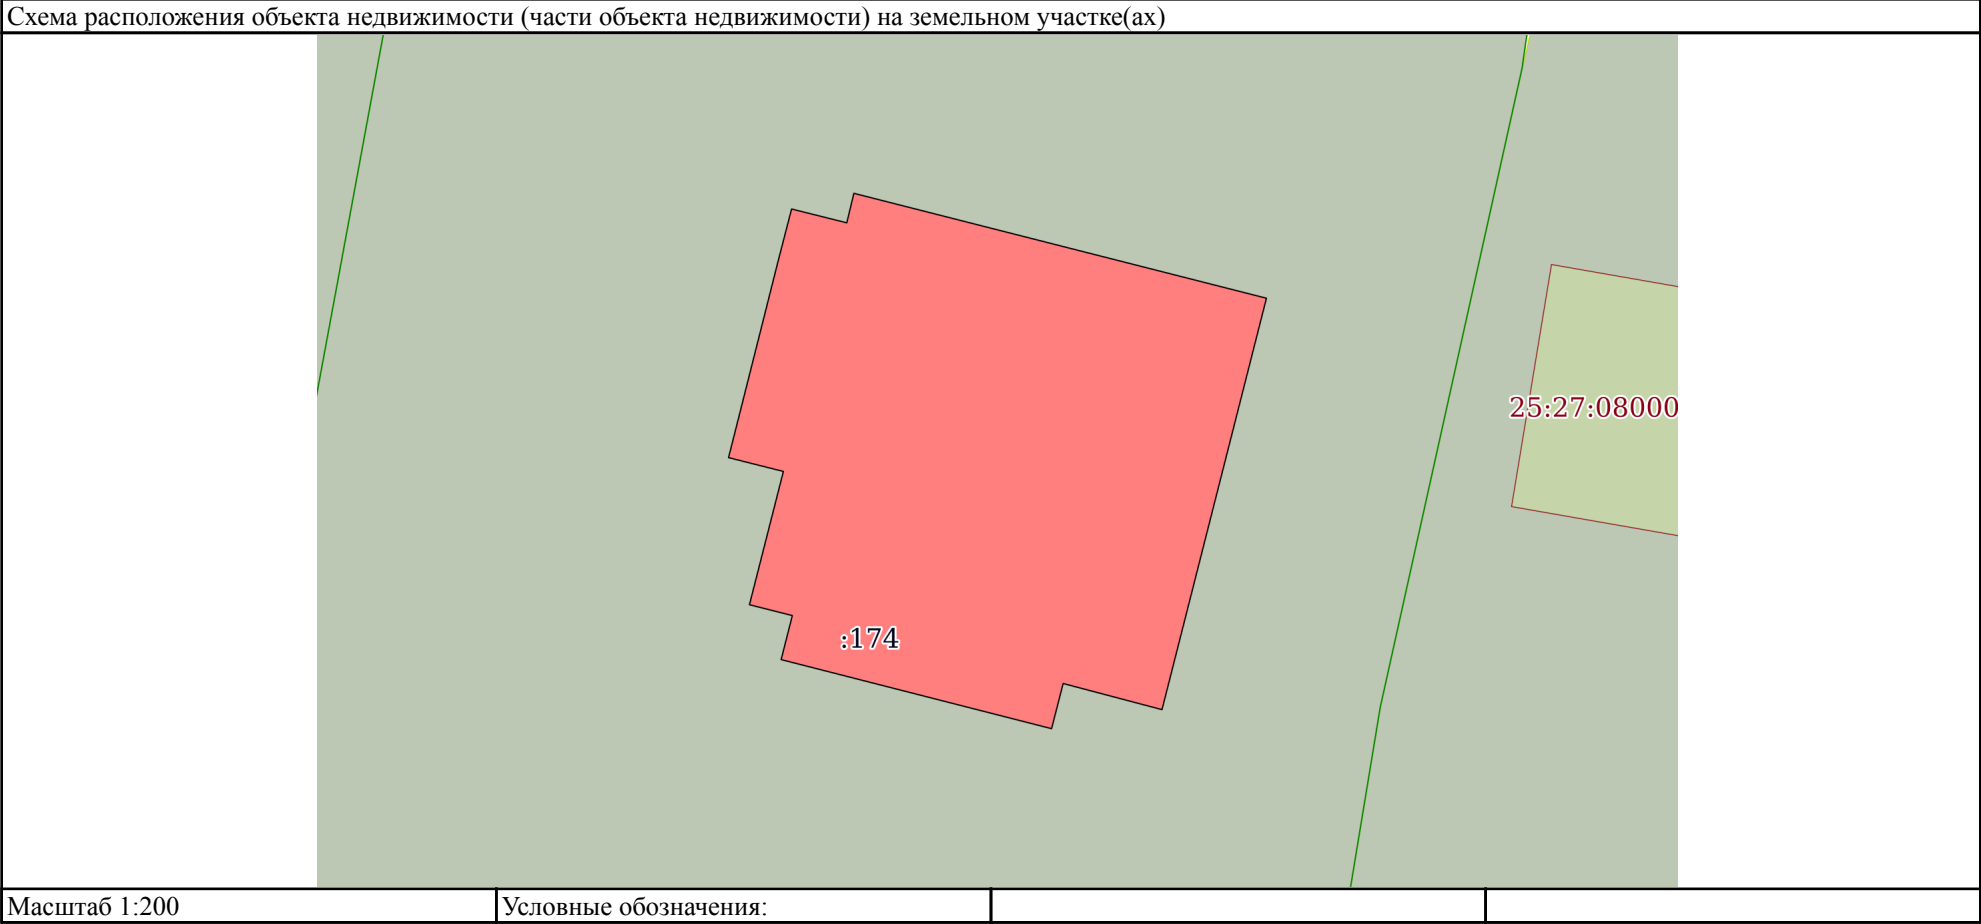 Схема расположения объекта недвижимости (части объекта недвижимости) на земельном участке(ах)
25:27:08000
:174
Масштаб 1:200
Условные обозначения: